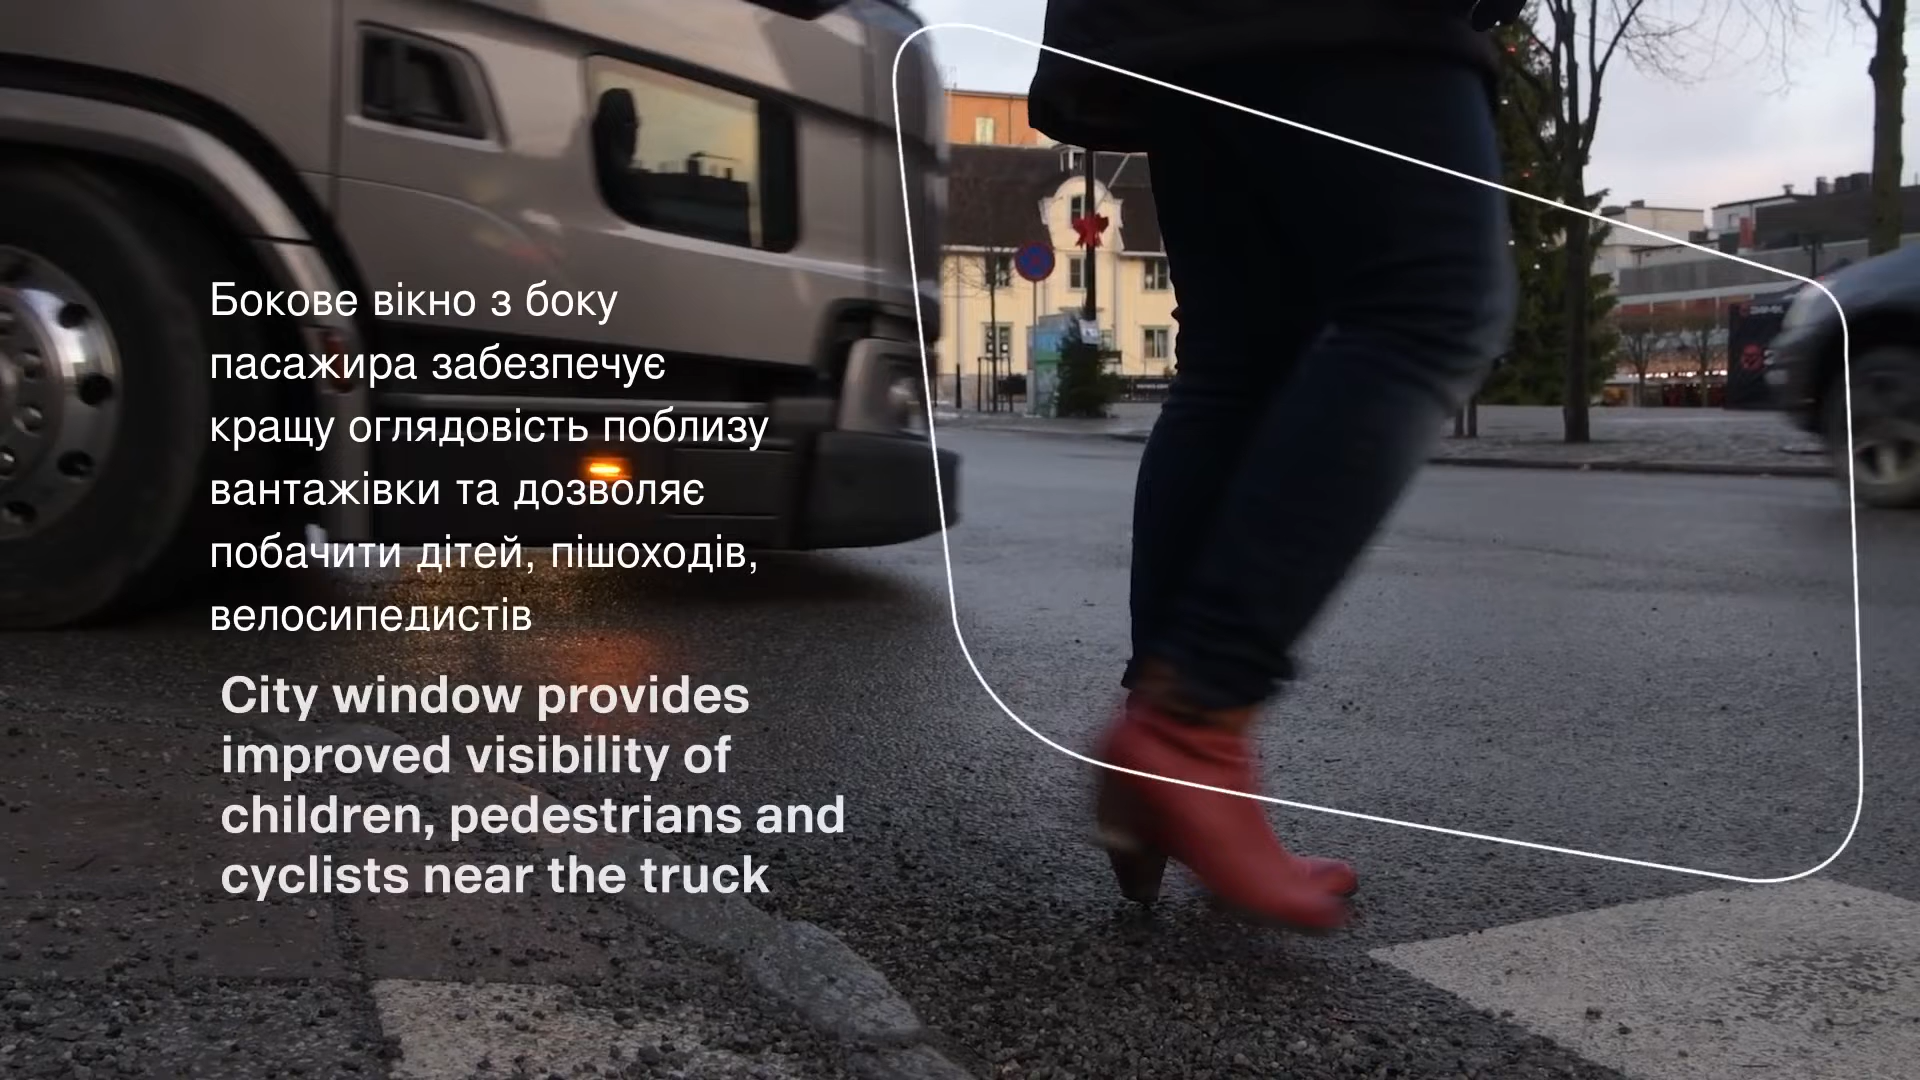 Бокове вікно з боку
пасажира забезпечує
кращу оглядовість поблизу
вантажівки та дозволяє
побачити дітей, пішоходів,
велосипедистів
City window provides
improved visibility of
children, pedestrians and
cyclists near the truck